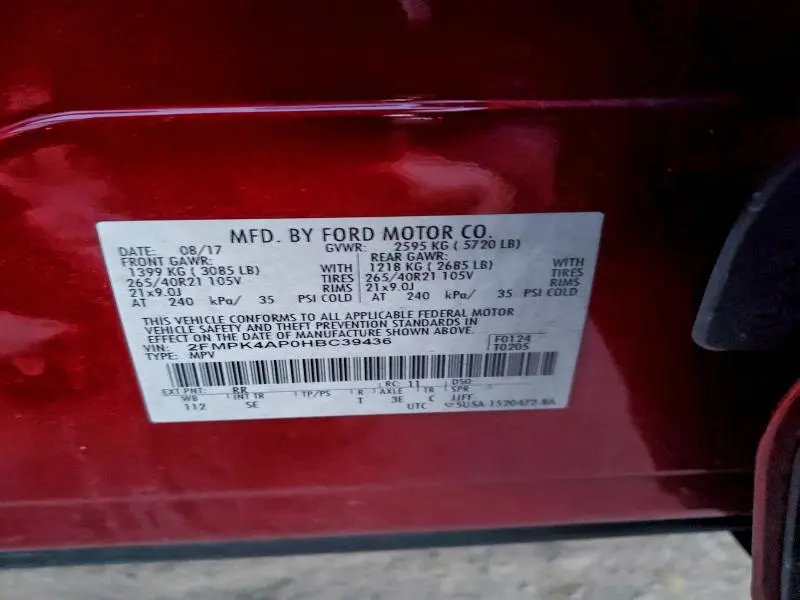 MFD. BY FORD MOTOR CO.
DATE: 08/17 GVWR: 2595 KG ( 5720 LB)
FRONT GAWR: REAR GAWR:
1399 KG ( 3085 LB) WITH 1218 KG ( 2685 LB) WITH
265/40R21 105V TIRES 265/40R21 105V TIRES
21x9.0J RIMS 21x9.0J RIMS
AT 240 kPa/ 35 PSI COLD AT 240 kPa/ 35 PSI COLD
THIS VEHICLE CONFORMS TO ALL APPLICABLE FEDERAL MOTOR
VEHICLE SAFETY AND THEFT PREVENTION STANDARDS IN
EFFECT ON THE DATE OF MANUFACTURE SHOWN ABOVE.
VIN: 2FMPK4AP0HBC39436 F0124
TYPE: MPV T0205
EXT PNT: RR RC: 11 DSO:
WB INT TR TP/PS R AXLE TR SPR
112 SE T 3E C JJFF
UTC